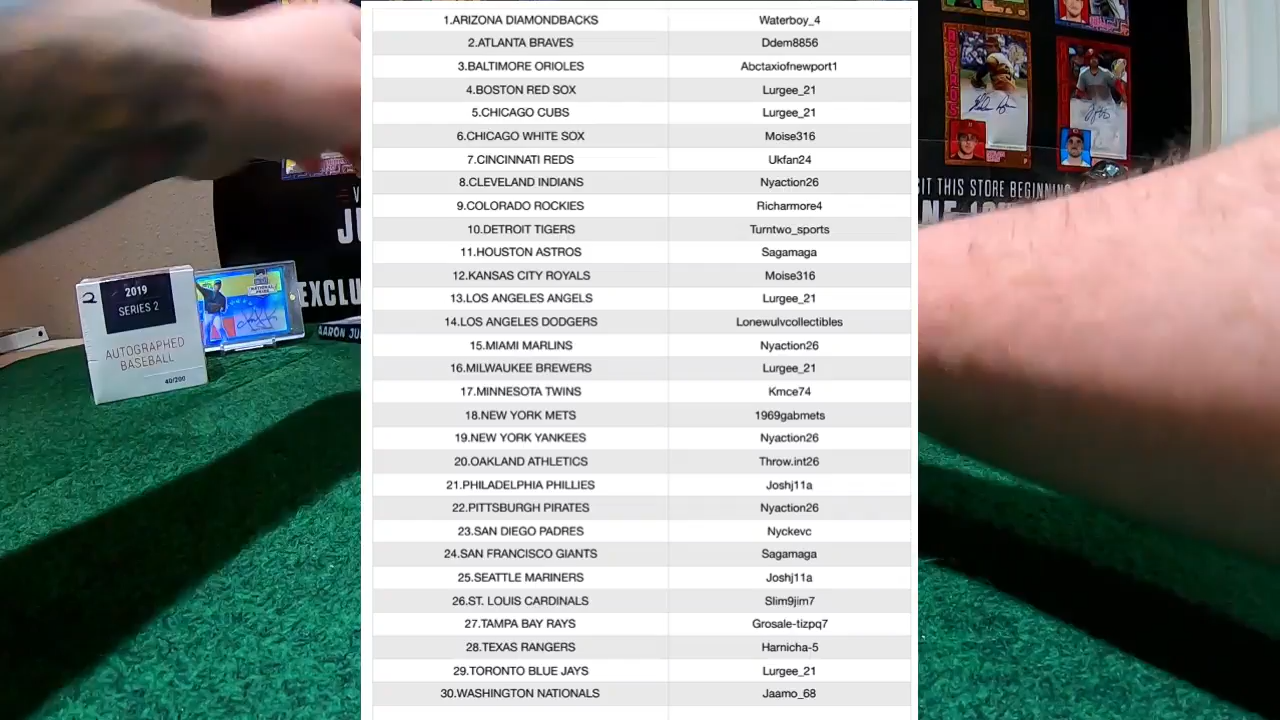 1.ARIZONA DIAMONDBACKS Waterboy_4
2.ATLANTA BRAVES Ddem8856
3.BALTIMORE ORIOLES Abctaxiofnewport1
4.BOSTON RED SOX Lurgee_21
5.CHICAGO CUBS Lurgee_21
6.CHICAGO WHITE SOX Moise316
7.CINCINNATI REDS Ukfan24
8.CLEVELAND INDIANS Nyaction26
9.COLORADO ROCKIES Richarmore4
10.DETROIT TIGERS Turntwo_sports
11.HOUSTON ASTROS Sagamaga
12.KANSAS CITY ROYALS Moise316
13.LOS ANGELES ANGELS Lurgee_21
14.LOS ANGELES DODGERS Lonewulvcollectibles
15.MIAMI MARLINS Nyaction26
16.MILWAUKEE BREWERS Lurgee_21
17.MINNESOTA TWINS Kmce74
18.NEW YORK METS 1969gabmets
19.NEW YORK YANKEES Nyaction26
20.OAKLAND ATHLETICS Throw.int26
21.PHILADELPHIA PHILLIES Joshj11a
22.PITTSBURGH PIRATES Nyaction26
23.SAN DIEGO PADRES Nyckevc
24.SAN FRANCISCO GIANTS Sagamaga
25.SEATTLE MARINERS Joshj11a
26.ST. LOUIS CARDINALS Slim9jim7
27.TAMPA BAY RAYS Grosale-tizpq7
28.TEXAS RANGERS Harnicha-5
29.TORONTO BLUE JAYS Lurgee_21
30.WASHINGTON NATIONALS Jaamo_68
2
2019
SERIES 2
AUTOGRAPHED
BASEBALL
40/200
EXCLU
AARON JU
IT THIS STORE BEGINNING